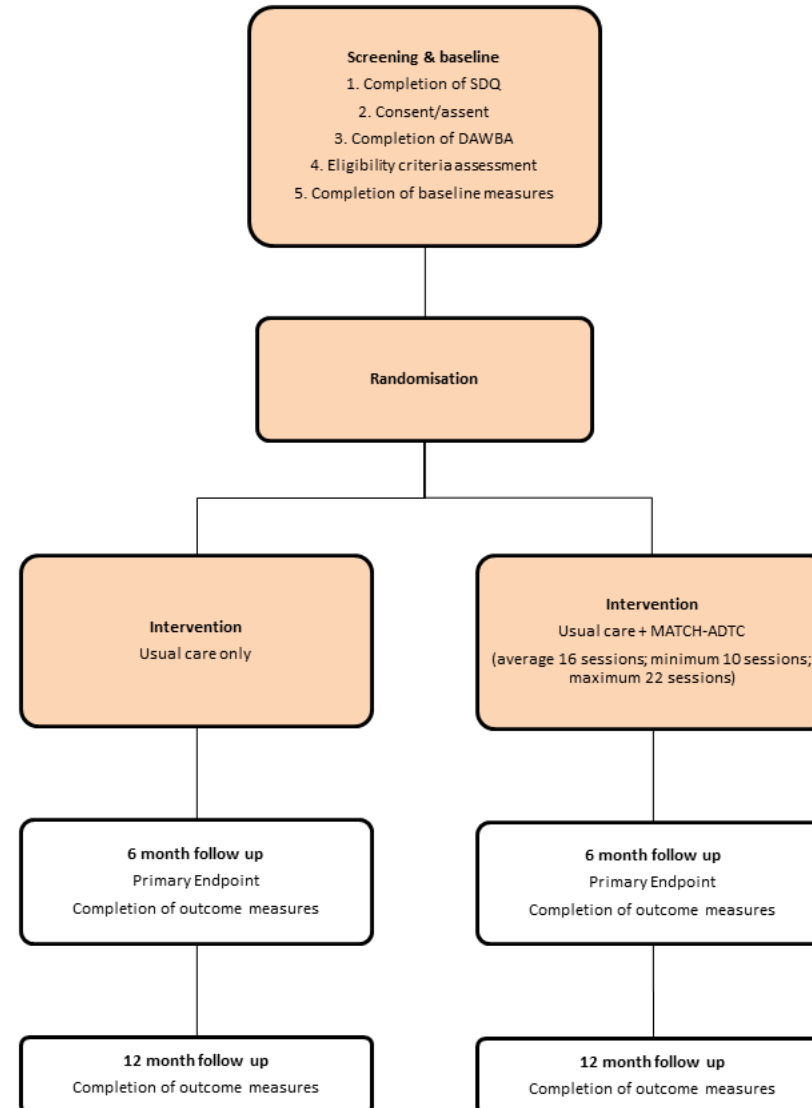 Screening & baseline
1. Completion of SDQ
2. Consent/assent
3. Completion of DAWBA
4. Eligibility criteria assessment
5. Completion of baseline measures
Randomisation
Intervention
Usual care only
Intervention
Usual care + MATCH-ADTC
(average 16 sessions; minimum 10 sessions;
maximum 22 sessions)
6 month follow up
Primary Endpoint
Completion of outcome measures
6 month follow up
Primary Endpoint
Completion of outcome measures
12 month follow up
Completion of outcome measures
12 month follow up
Completion of outcome measures